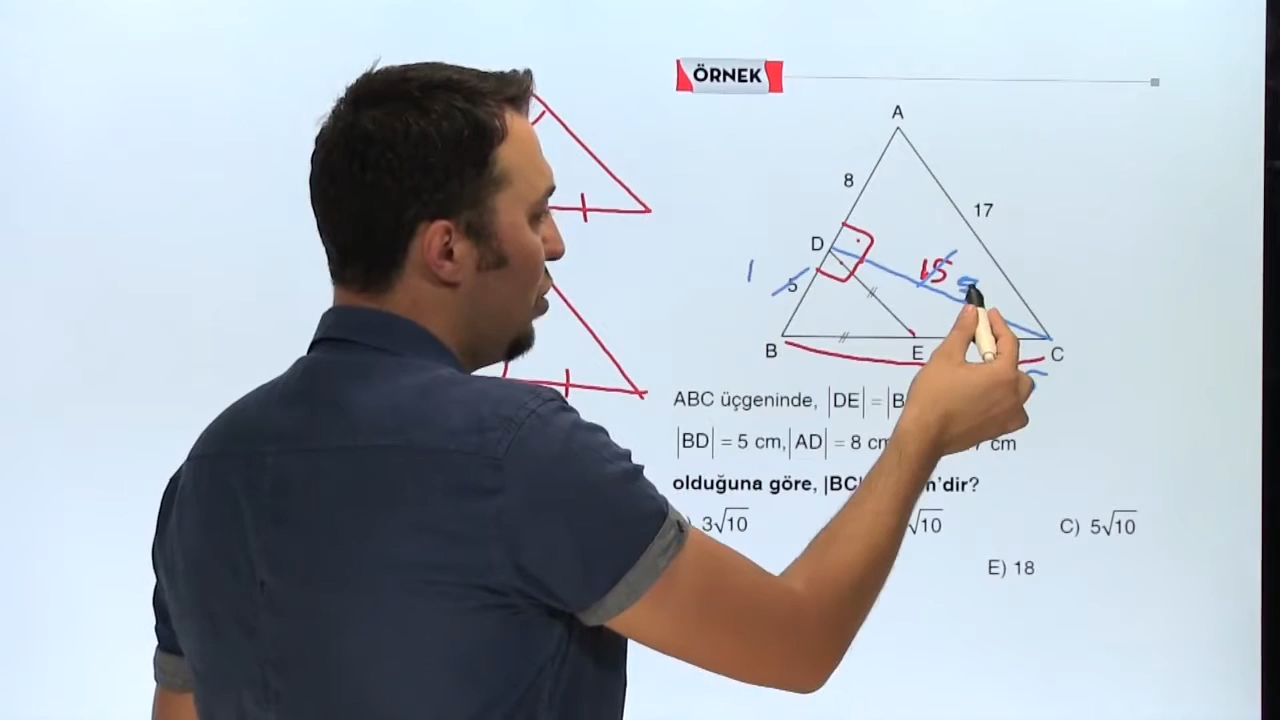 ÖRNEK
A
8
17
D
15
1
5
B
E
C
ABC üçgeninde, |DE| = |B
|BD| = 5 cm, |AD| = 8 cm
cm
olduğuna göre, |BC|
dir?
3√10
√10
C) 5√10
E) 18